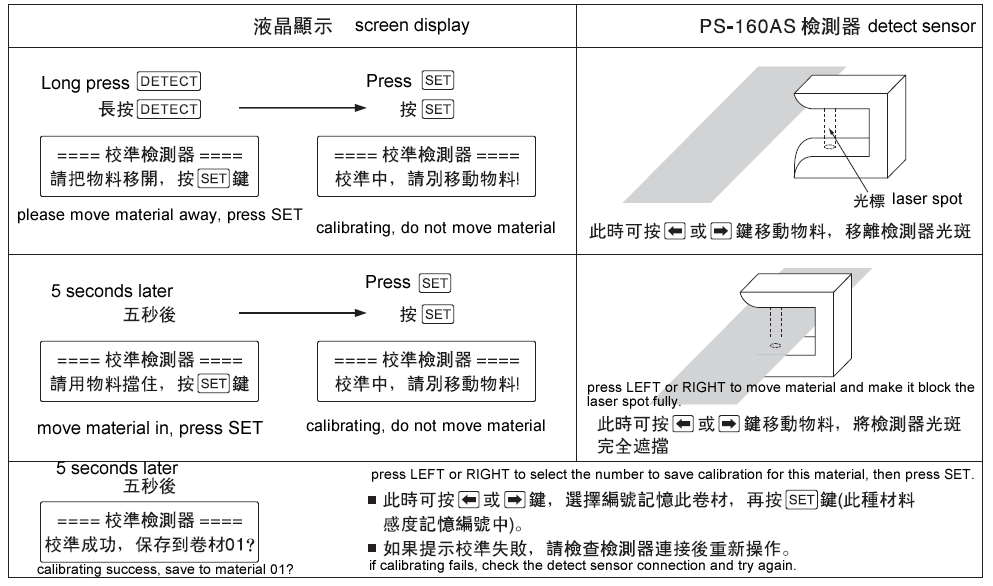 液晶顯示 screen display
PS-160AS 檢測器 detect sensor
Long press DETECT
長按 DETECT
Press SET
按 SET
==== 校準檢測器 ====
請把物料移開，按 SET 鍵
please move material away, press SET
==== 校準檢測器 ====
校準中，請別移動物料!
calibrating, do not move material
光標 laser spot
此時可按 ⬅ 或 ➡ 鍵移動物料，移離檢測器光斑
5 seconds later
五秒後
Press SET
按 SET
==== 校準檢測器 ====
請用物料擋住，按 SET 鍵
move material in, press SET
==== 校準檢測器 ====
校準中，請別移動物料!
calibrating, do not move material
press LEFT or RIGHT to move material and make it block the
laser spot fully.
此時可按 ⬅ 或 ➡ 鍵移動物料，將檢測器光斑
完全遮擋
5 seconds later
五秒後
==== 校準檢測器 ====
校準成功，保存到卷材01?
calibrating success, save to material 01?
press LEFT or RIGHT to select the number to save calibration for this material, then press SET.
■ 此時可按 ⬅ 或 ➡ 鍵，選擇編號記憶此卷材，再按 SET 鍵(此種材料
感度記憶編號中)。
■ 如果提示校準失敗，請檢查檢測器連接後重新操作。
if calibrating fails, check the detect sensor connection and try again.